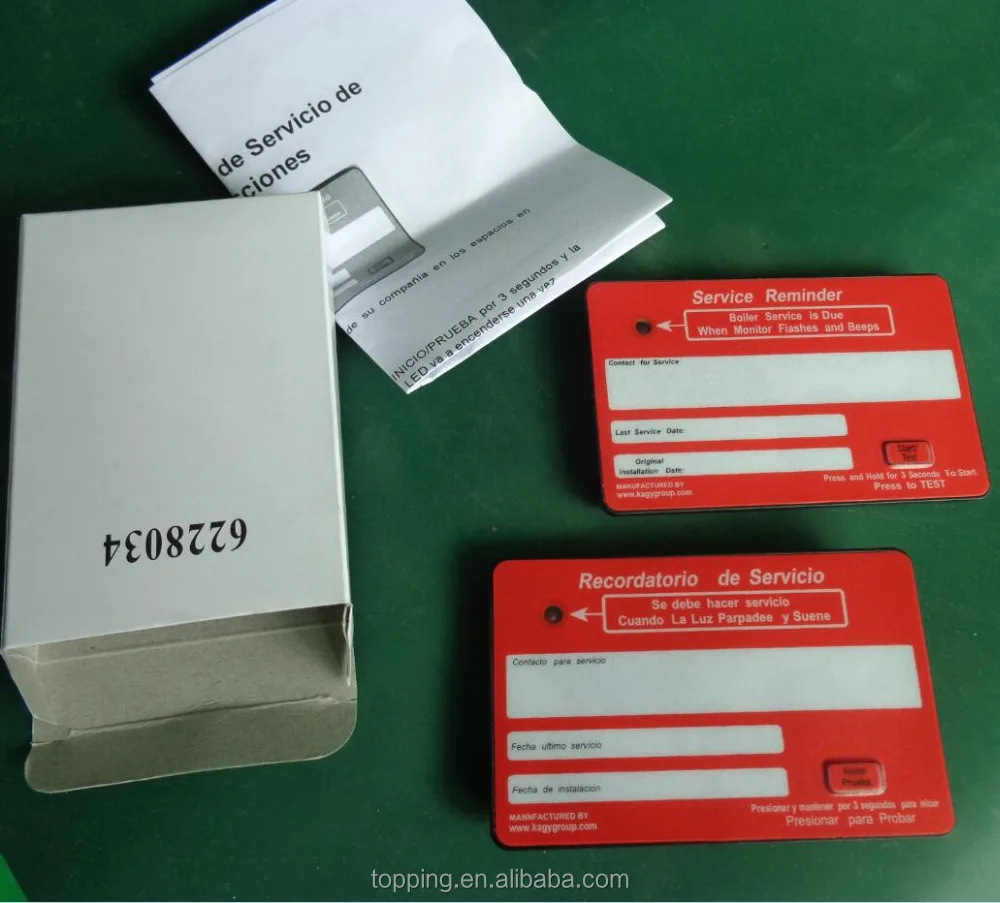 de Servicio de
cciones
de su compañía en los espacios en
INICIO/PRUEBA por 3 segundos y la
LED va a encenderse una vez
6228034
Service Reminder
Boiler Service is Due
When Monitor Flashes and Beeps
Contact for Service
Last Service Date:
Original
Installation Date:
Start/
Test
MANUFACTURED BY
www.kagygroup.com
Press and Hold for 3 Seconds To Start.
Press to TEST
Recordatorio de Servicio
Se debe hacer servicio
Cuando La Luz Parpadee y Suene
Contacto para servicio
Fecha ultimo servicio
Fecha de instalacion
Inicio/
Prueba
MANNFACTURED BY
www.kagygroup.com
Presionar y mantener por 3 segundos para iniciar
Presionar para Probar
topping.en.alibaba.com